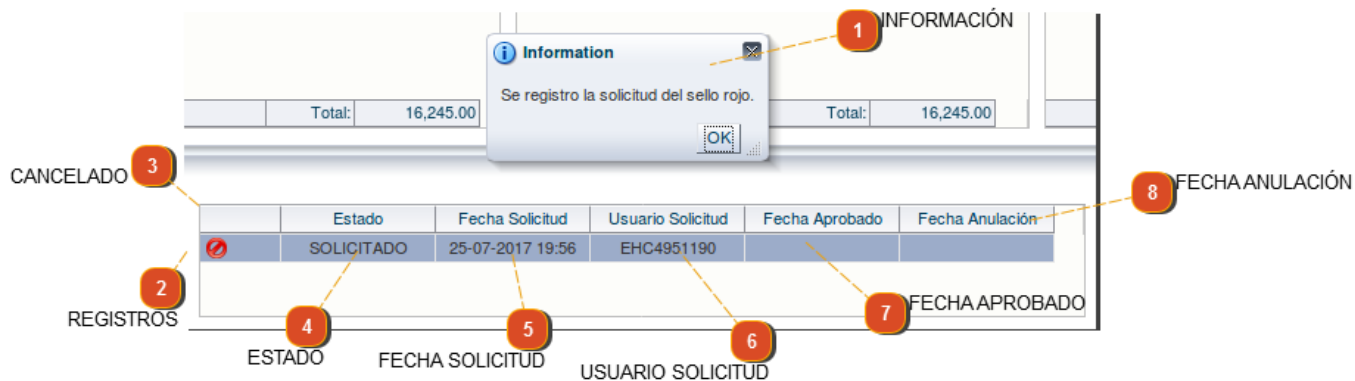 1 INFORMACIÓN
Information
Se registro la solicitud del sello rojo.
OK
Total: 16,245.00
Total: 16,245.00
CANCELADO 3
8 FECHA ANULACIÓN
Estado Fecha Solicitud Usuario Solicitud Fecha Aprobado Fecha Anulación
SOLICITADO 25-07-2017 19:56 EHC4951190
2
REGISTROS
4
ESTADO
5
FECHA SOLICITUD
6
USUARIO SOLICITUD
7
FECHA APROBADO